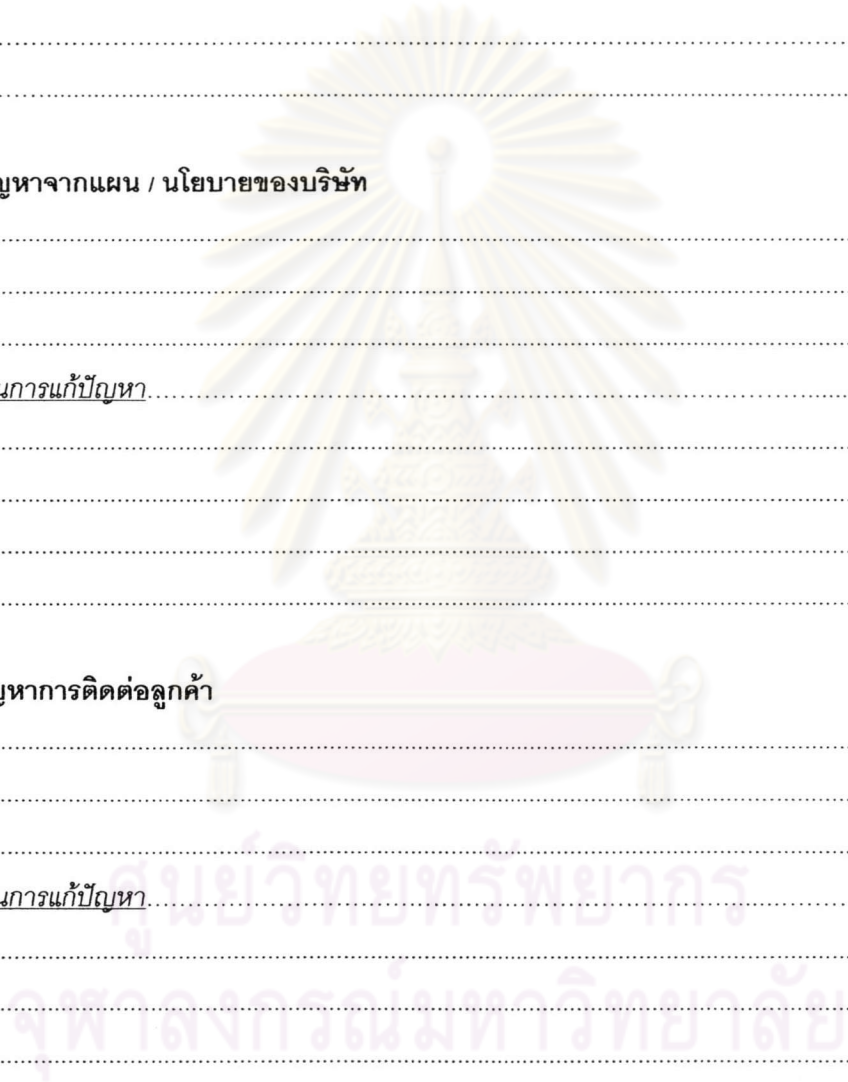 ญหาจากแผน / นโยบายของบริษัท
นการแก้ปัญหา
ญหาการติดต่อลูกค้า
นการแก้ปัญหา
ศูนย์วิทยทรัพยากร
จุฬาลงกรณ์มหาวิทยาลัย